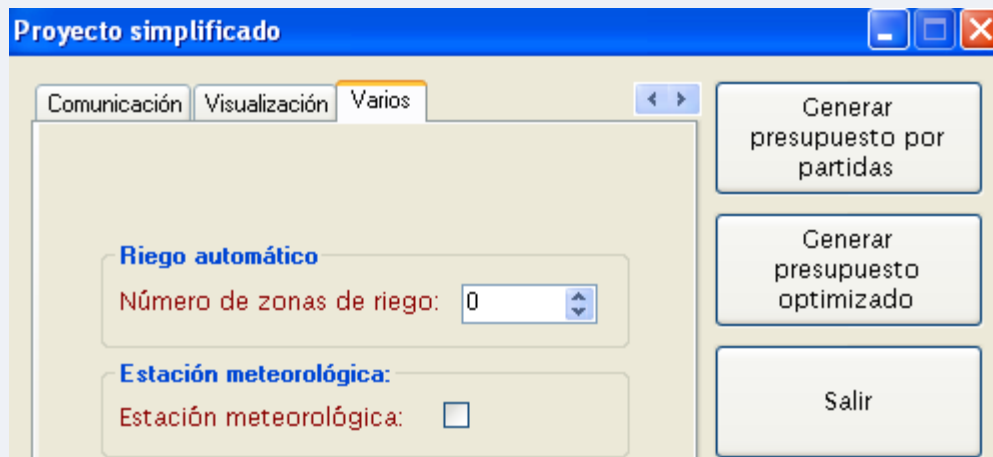 Proyecto simplificado
Comunicación Visualización Varios
Generar
presupuesto por
partidas
Riego automático
Número de zonas de riego: 0
Generar
presupuesto
optimizado
Estación meteorológica:
Estación meteorológica:
Salir